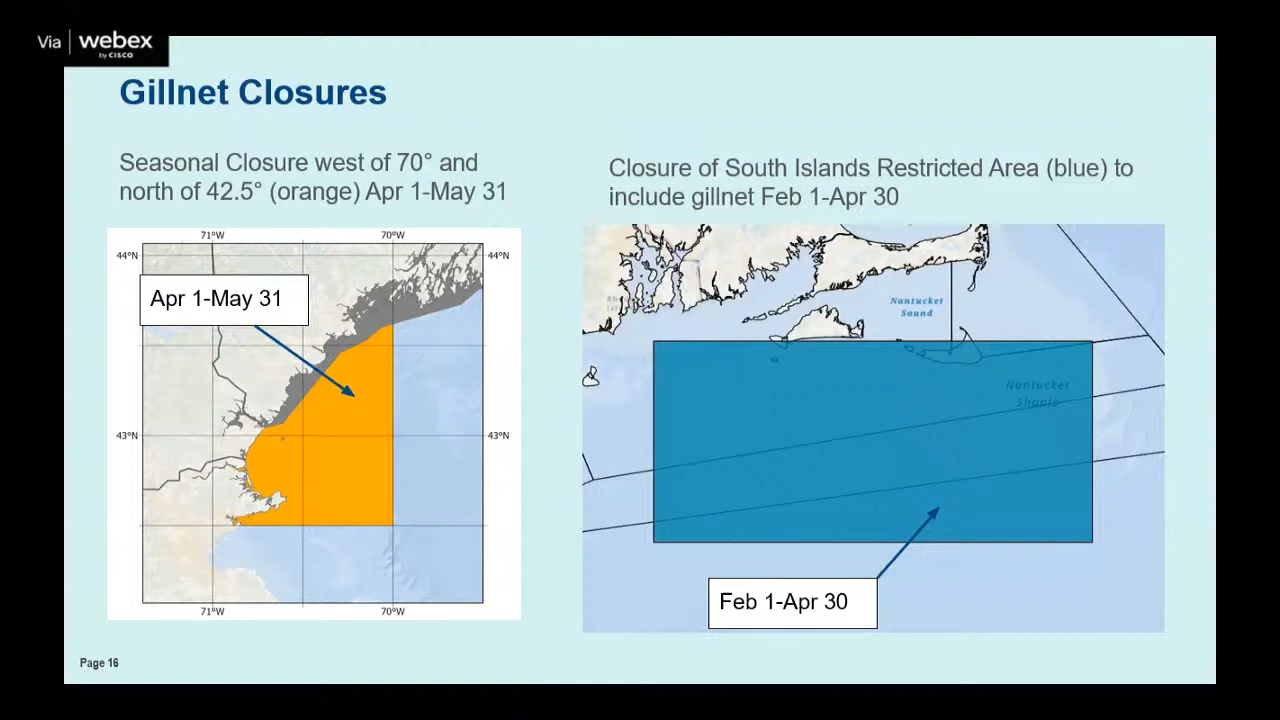 Via webex
by CISCO
Gillnet Closures
Seasonal Closure west of 70° and
north of 42.5° (orange) Apr 1-May 31
Closure of South Islands Restricted Area (blue) to
include gillnet Feb 1-Apr 30
71°W 70°W
44°N 44°N
Apr 1-May 31
43°N 43°N
71°W 70°W
Nantucket
Sound
Nantucket
Shoals
Feb 1-Apr 30
Page 16